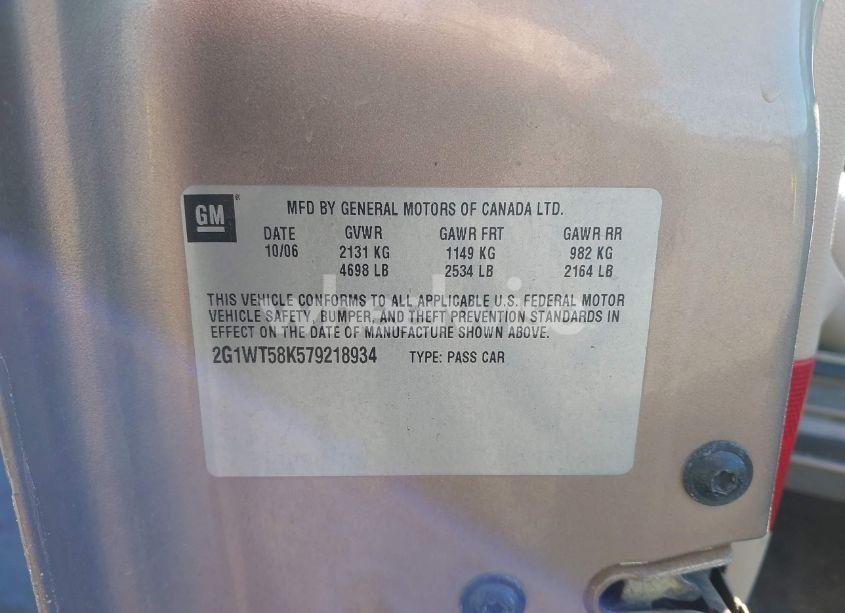 GM
MFD BY GENERAL MOTORS OF CANADA LTD.
DATE GVWR GAWR FRT GAWR RR
10/06 2131 KG 1149 KG 982 KG
4698 LB 2534 LB 2164 LB
THIS VEHICLE CONFORMS TO ALL APPLICABLE U.S. FEDERAL MOTOR
VEHICLE SAFETY, BUMPER, AND THEFT PREVENTION STANDARDS IN
EFFECT ON THE DATE OF MANUFACTURE SHOWN ABOVE.
2G1WT58K579218934 TYPE: PASS CAR